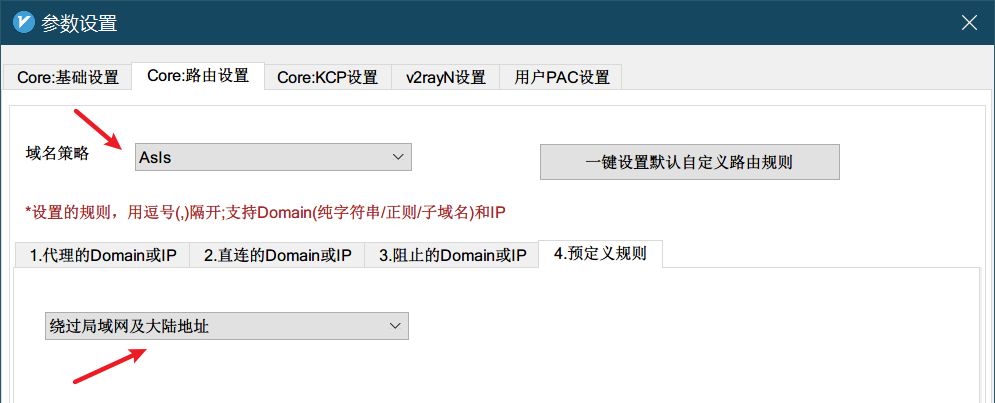 参数设置
Core:基础设置 Core:路由设置 Core:KCP设置 v2rayN设置 用户PAC设置
域名策略 AsIs 一键设置默认自定义路由规则
*设置的规则，用逗号(,)隔开;支持Domain(纯字符串/正则/子域名)和IP
1.代理的Domain或IP 2.直连的Domain或IP 3.阻止的Domain或IP 4.预定义规则
绕过局域网及大陆地址